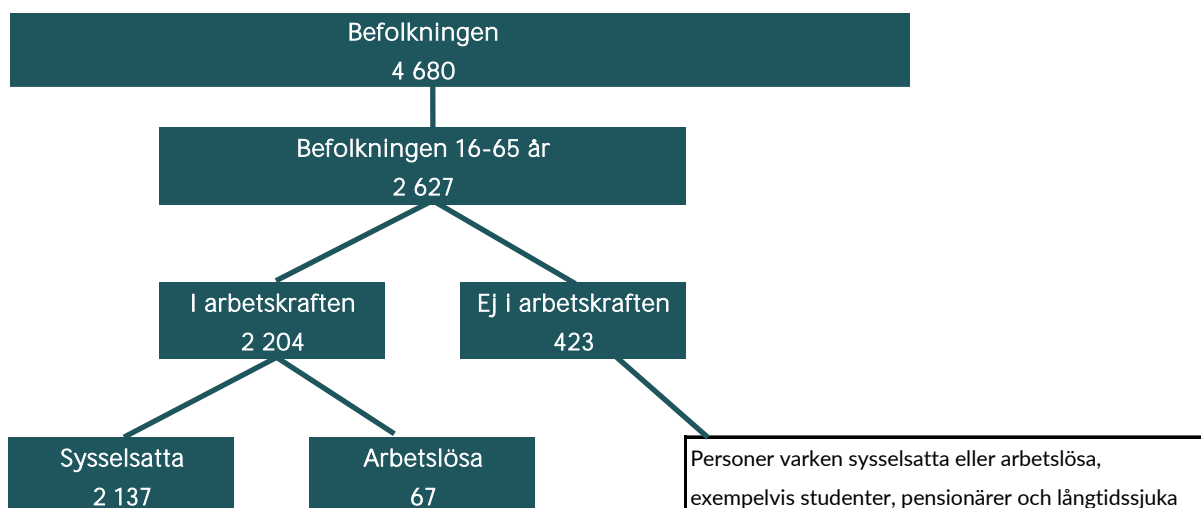 Befolkningen
4 680
Befolkningen 16-65 år
2 627
I arbetskraften
2 204
Ej i arbetskraften
423
Sysselsatta
2 137
Arbetslösa
67
Personer varken sysselsatta eller arbetslösa,
exempelvis studenter, pensionärer och långtidssjuka